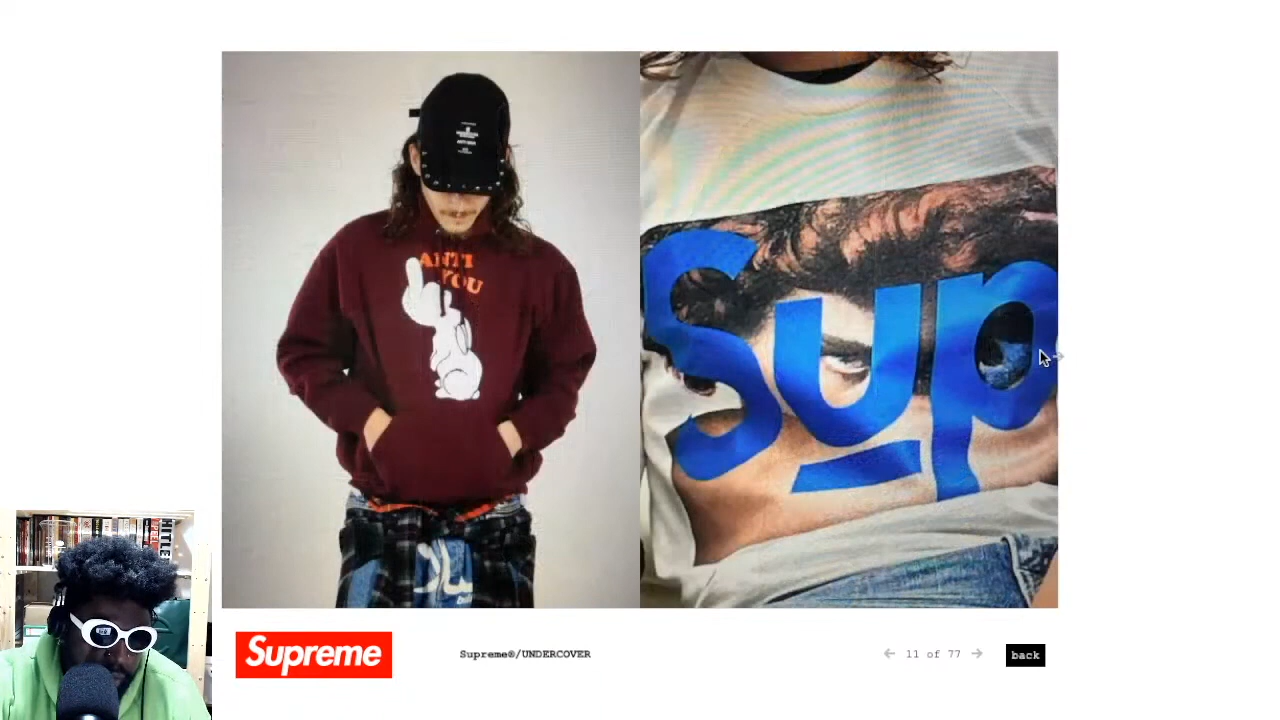 ANTI
YOU
Sup
Supreme
Supreme®/UNDERCOVER
11 of 77
back